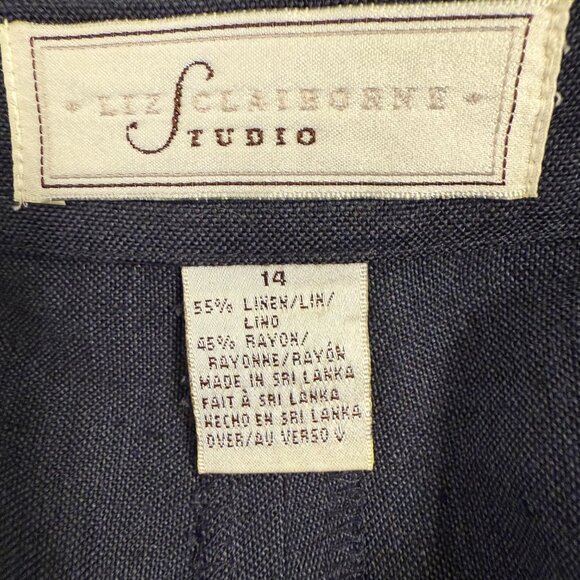 LIZ CLAIBORNE
STUDIO
14
55% LINEN/LIN/
LINO
45% RAYON/
RAYONNE/RAYÓN
MADE IN SRI LANKA
FAIT À SRI LANKA
HECHO EN SRI LANKA
OVER/AU VERSO ↓